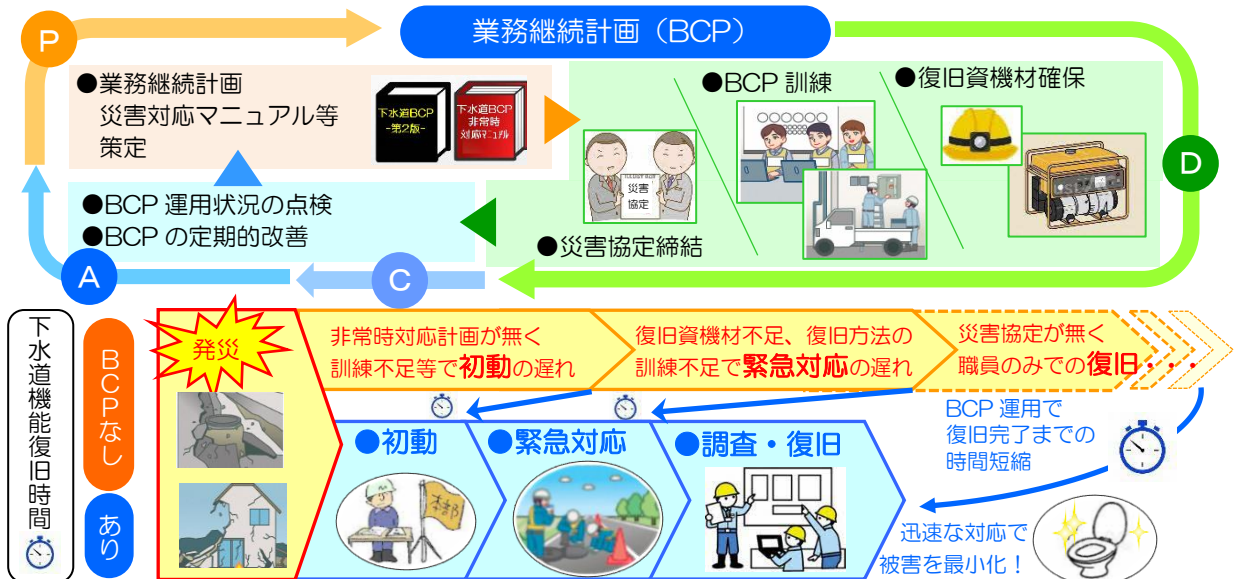 P
業務継続計画（BCP）
●業務継続計画
災害対応マニュアル等
策定
下水道BCP
-第2版-
下水道BCP
非常時
対応マニュアル
●BCP 訓練
●復旧資機材確保
災害
協定
●災害協定締結
D
●BCP 運用状況の点検
●BCP の定期的改善
A
C
下水道機能復旧時間
BCPなし
あり
発災
非常時対応計画が無く
訓練不足等で初動の遅れ
復旧資機材不足、復旧方法の
訓練不足で緊急対応の遅れ
災害協定が無く
職員のみでの復旧・・・
●初動
本部
●緊急対応
●調査・復旧
BCP 運用で
復旧完了までの
時間短縮
迅速な対応で
被害を最小化！